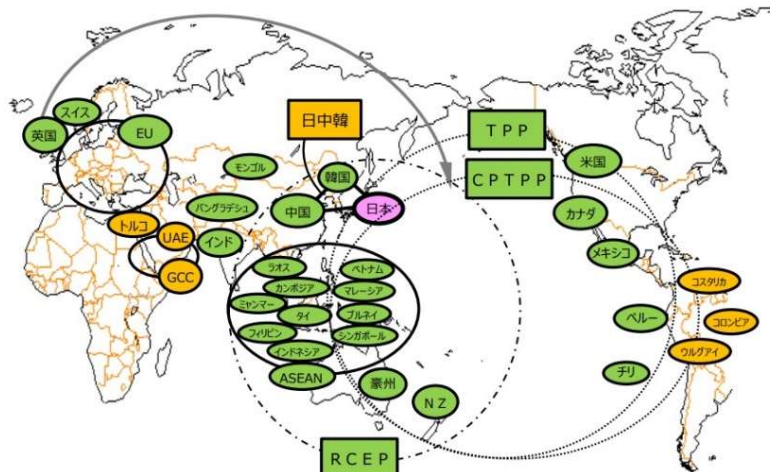 日中韓
TPP
CPTPP
スイス
英国
EU
米国
モンゴル
韓国
バングラデシュ
中国
日本
カナダ
トルコ
UAE
インド
メキシコ
GCC
ラオス
ベトナム
コスタリカ
カンボジア
マレーシア
ミャンマー
タイ
ブルネイ
ペルー
コロンビア
フィリピン
シンガポール
インドネシア
ウルグアイ
ASEAN
豪州
チリ
NZ
RCEP